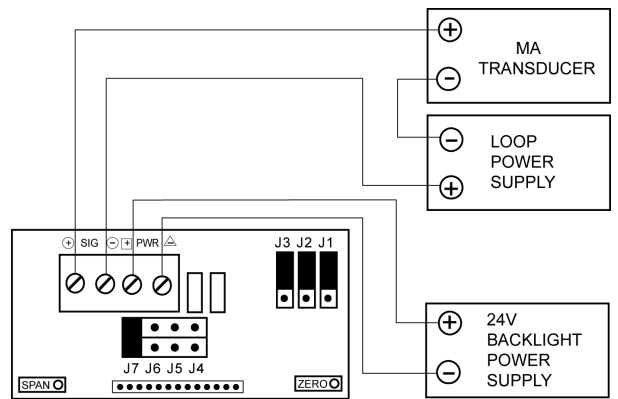 +
MA
TRANSDUCER
−
−
LOOP
POWER
SUPPLY
+
+ SIG − + PWR −
J3 J2 J1
+
24V
BACKLIGHT
POWER
SUPPLY
−
J7 J6 J5 J4
SPAN
ZERO